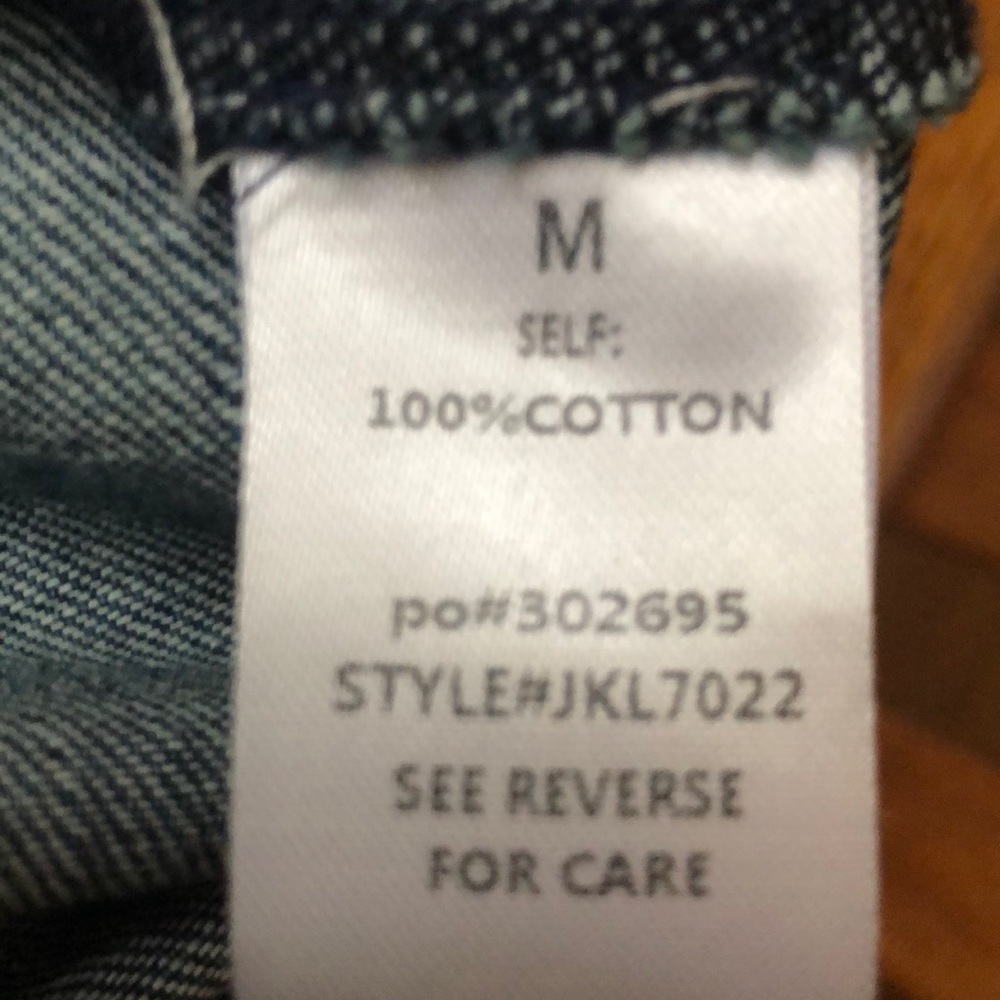 M
SELF:
100%COTTON
po#302695
STYLE#JKL7022
SEE REVERSE
FOR CARE